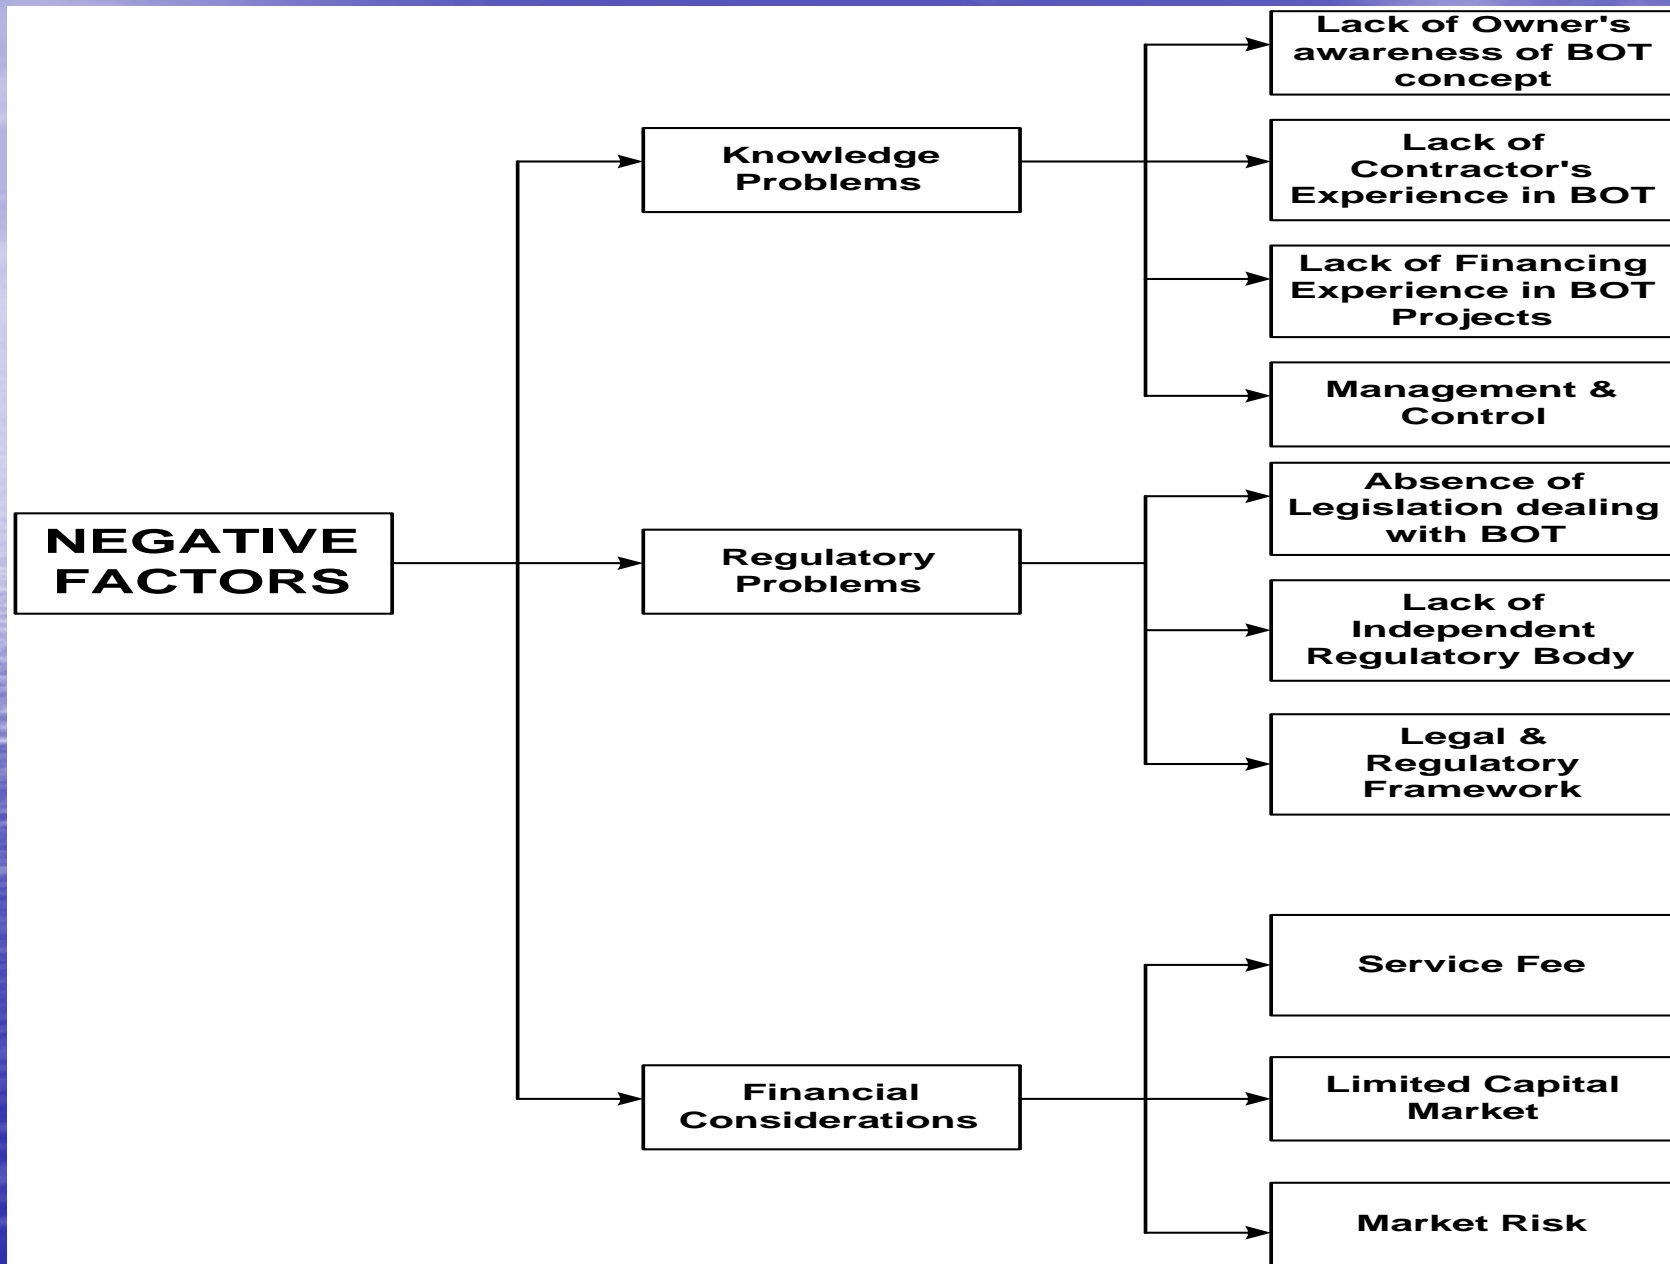 NEGATIVE
FACTORS
Knowledge
Problems
Lack of Owner's
awareness of BOT
concept
Lack of
Contractor's
Experience in BOT
Lack of Financing
Experience in BOT
Projects
Management &
Control
Regulatory
Problems
Absence of
Legislation dealing
with BOT
Lack of
Independent
Regulatory Body
Legal &
Regulatory
Framework
Financial
Considerations
Service Fee
Limited Capital
Market
Market Risk